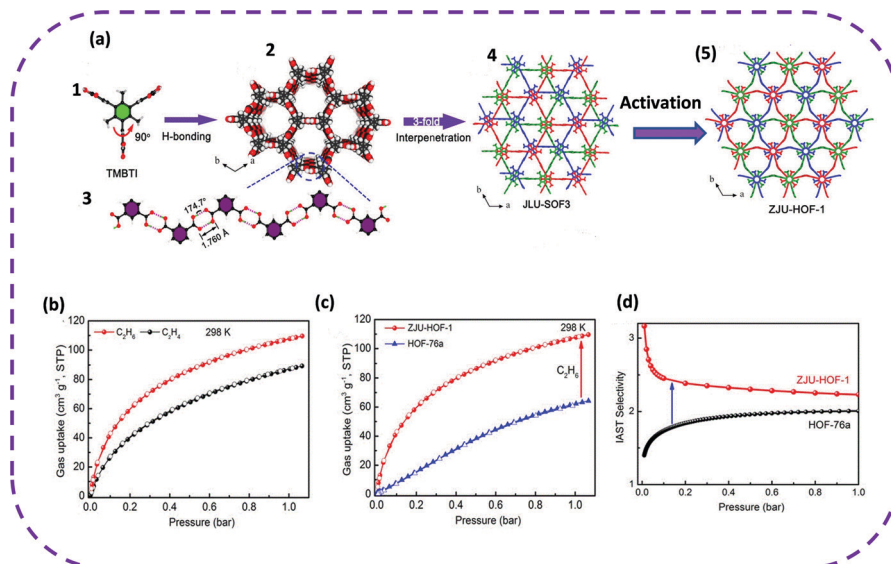 (a)
1
90°
TMBTI
H-bonding
2
b
a
3
174.7°
1.760 Å
3-fold
Interpenetration
4
b
a
JLU-SOF3
Activation
(5)
b
a
ZJU-HOF-1
(b)
C₂H₆ C₂H₄ 298 K
Gas uptake (cm³ g⁻¹, STP)
120
100
80
60
40
20
0
0.0 0.2 0.4 0.6 0.8 1.0
Pressure (bar)
(c)
ZJU-HOF-1 298 K
HOF-76a
C₂H₆
Gas uptake (cm³ g⁻¹, STP)
120
100
80
60
40
20
0
0.0 0.2 0.4 0.6 0.8 1.0
Pressure (bar)
(d)
ZJU-HOF-1
HOF-76a
IAST Selectivity
3
2
1
0.0 0.2 0.4 0.6 0.8 1.0
Pressure (bar)